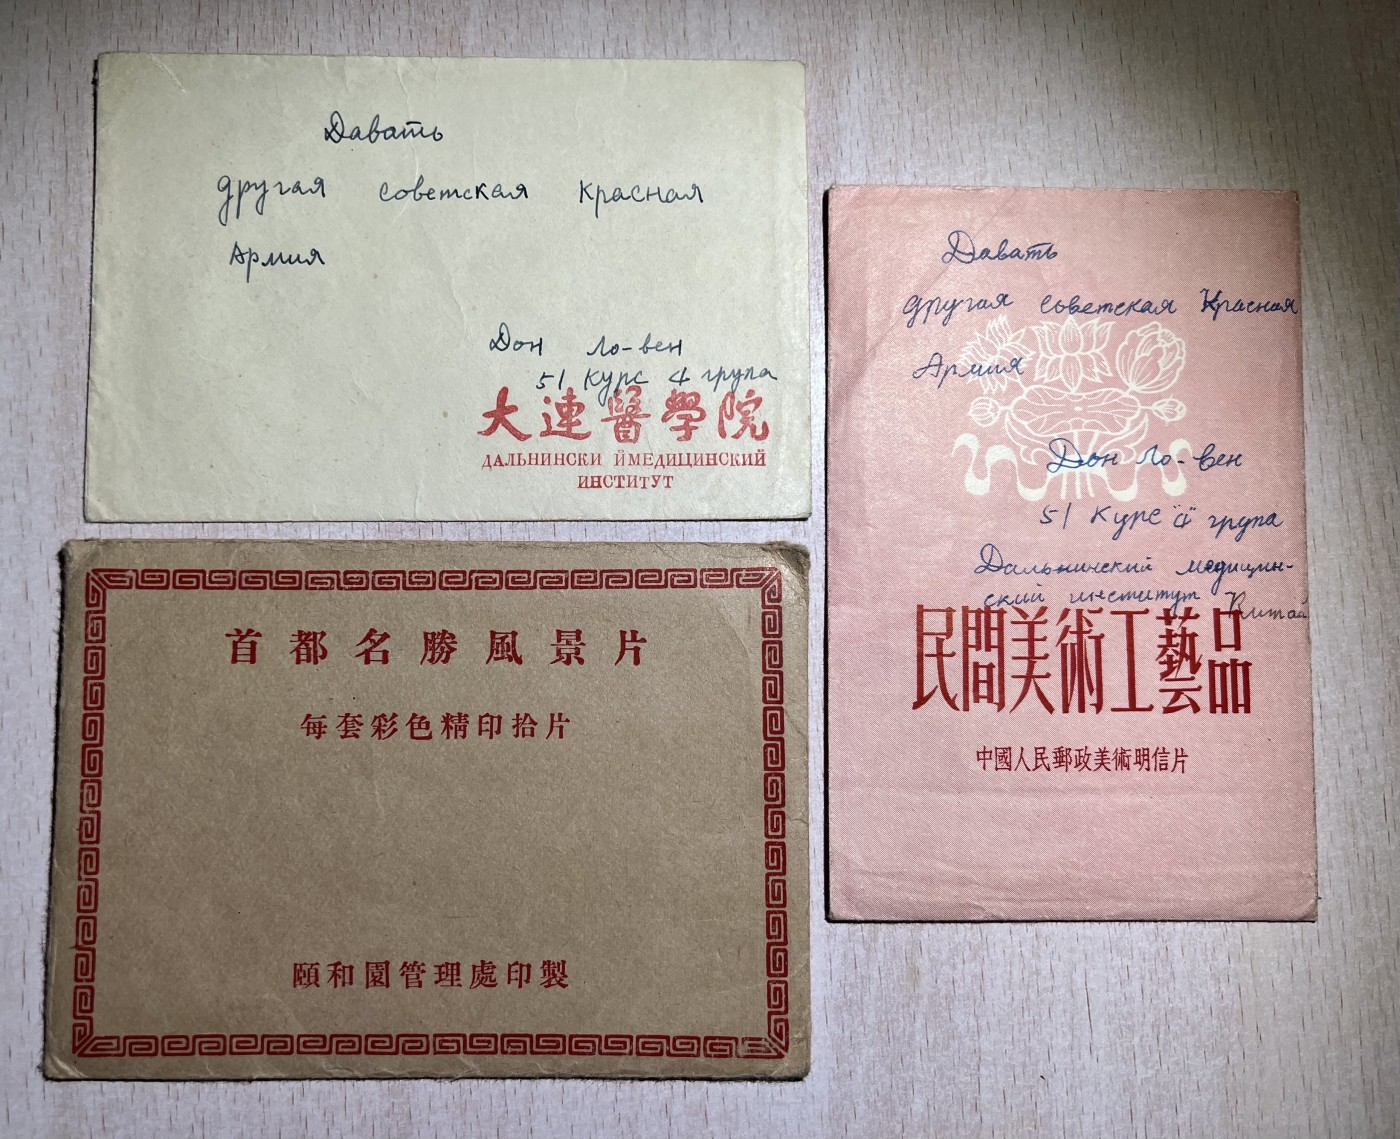 Давать
другая советская Красная
Армия
Дон Ло-вен
51 Курс 4 група
大連醫學院
ДАЛЬНИНСКИ ЙМЕДИЦИНСКИЙ
ИНСТИТУТ
首都名勝風景片
每套彩色精印拾片
頤和園管理處印製
Давать
другая советская Красная
Армия
Дон Ло-вен
51 Курс "4" група
Дальнинский медицин-
ский институт Китай
民間美術工藝品
中國人民郵政美術明信片